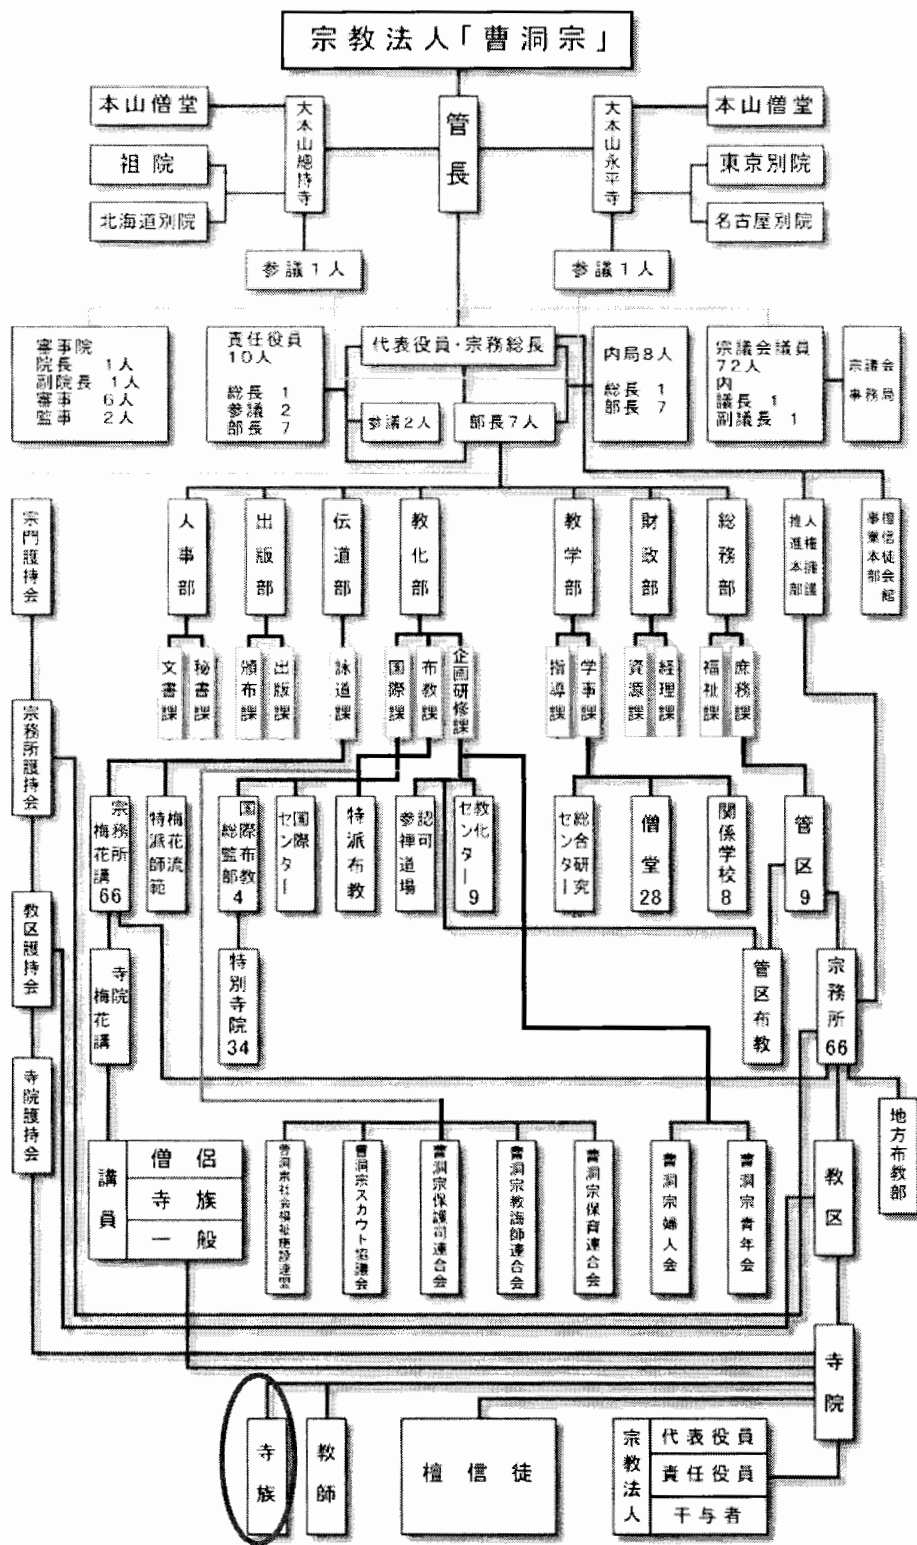 宗教法人「曹洞宗」
本山僧堂
祖院
北海道別院
大本山總持寺
管長
大本山永平寺
本山僧堂
東京別院
名古屋別院
参議1人
参議1人
審事院
院長 1人
副院長 1人
審事 6人
監事 2人
責任役員
10人
総長 1
参議 2
部長 7
代表役員・宗務総長
参議2人
部長7人
内局8人
総長 1
部長 7
宗議会議員
72人
内
議長 1
副議長 1
宗議会
事務局
宗門護持会
宗務所護持会
教区護持会
寺院護持会
人事部
出版部
伝道部
教化部
教学部
財政部
総務部
人権擁護
推進本部
檀信徒会館
事業本部
文書課
秘書課
頒布課
出版課
詠道課
国際課
布教課
企画研修課
指導課
学事課
資源課
経理課
福祉課
庶務課
宗務所
梅花講
66
梅花流
特派師範
国際布教
総監部
4
国際
センター
特派布教
認可
参禅道場
教化
センター
9
総合研究
センター
僧堂
28
関係学校
8
管区
9
寺院
梅花講
特別寺院
34
管区布教
宗務所
66
地方布教部
講員
僧侶
寺族
一般
曹洞宗社会福祉施設連盟
曹洞宗スカウト協議会
曹洞宗保護司連合会
曹洞宗教誨師連合会
曹洞宗保育連合会
曹洞宗婦人会
曹洞宗青年会
教区
寺院
寺族
教師
檀信徒
宗教法人
代表役員
責任役員
干与者